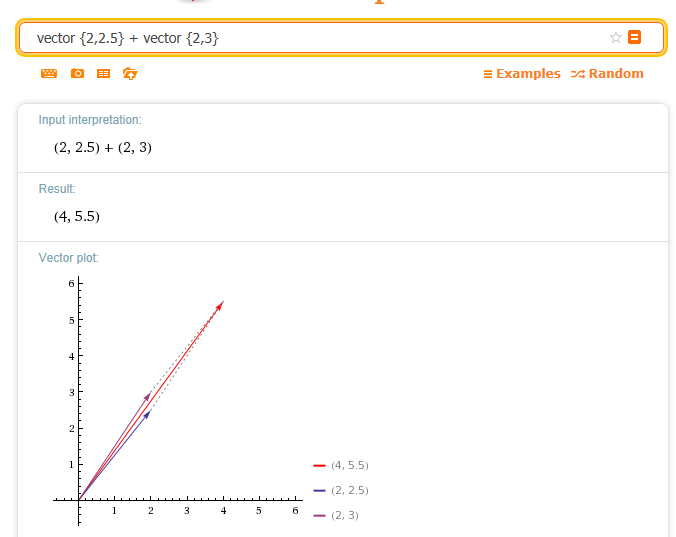 vector {2,2.5} + vector {2,3}
Examples Random
Input interpretation:
(2, 2.5) + (2, 3)
Result:
(4, 5.5)
Vector plot:
6
5
4
3
2
1
1 2 3 4 5 6
(4, 5.5)
(2, 2.5)
(2, 3)